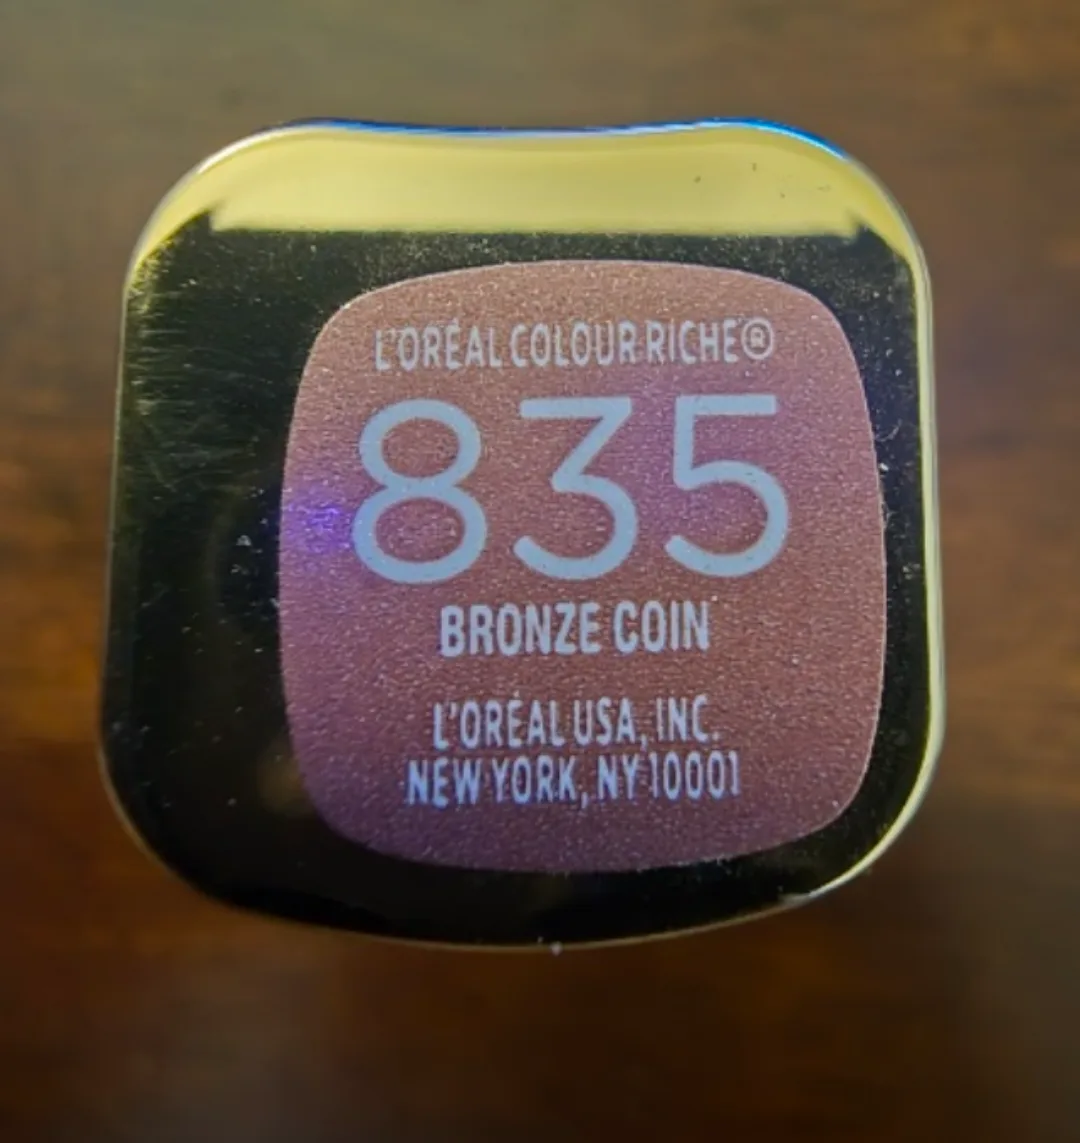 L'ORÉAL COLOUR RICHE®
835
BRONZE COIN
L'ORÉAL USA, INC.
NEW YORK, NY 10001